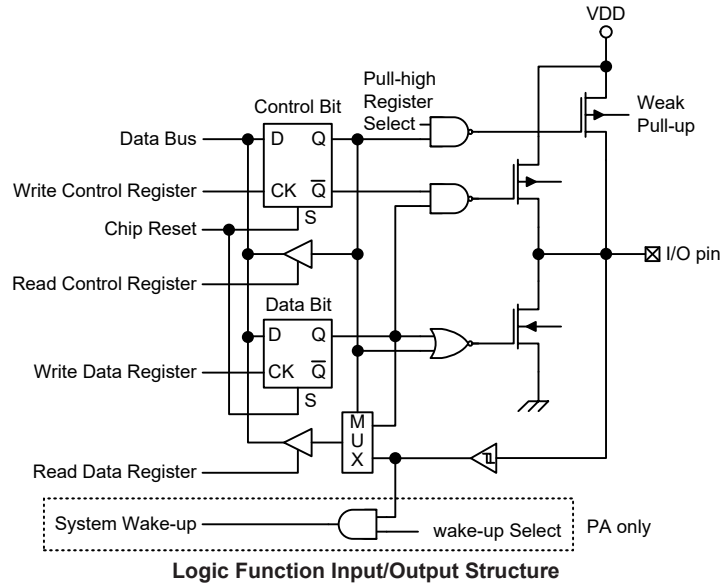 VDD
Pull-high
Register
Select
Weak
Pull-up
Control Bit
Data Bus
D
Q
Write Control Register
CK
Q
S
Chip Reset
I/O pin
Read Control Register
Data Bit
D
Q
Write Data Register
CK
Q
S
M
U
X
Read Data Register
System Wake-up
wake-up Select
PA only
Logic Function Input/Output Structure